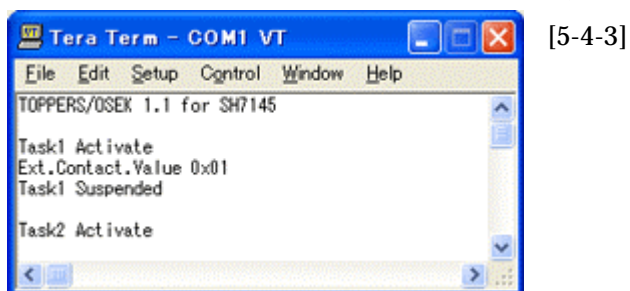 Tera Term - COM1 VT
[5-4-3]
File Edit Setup Control Window Help
TOPPERS/OSEK 1.1 for SH7145
Task1 Activate
Ext.Contact.Value 0x01
Task1 Suspended
Task2 Activate